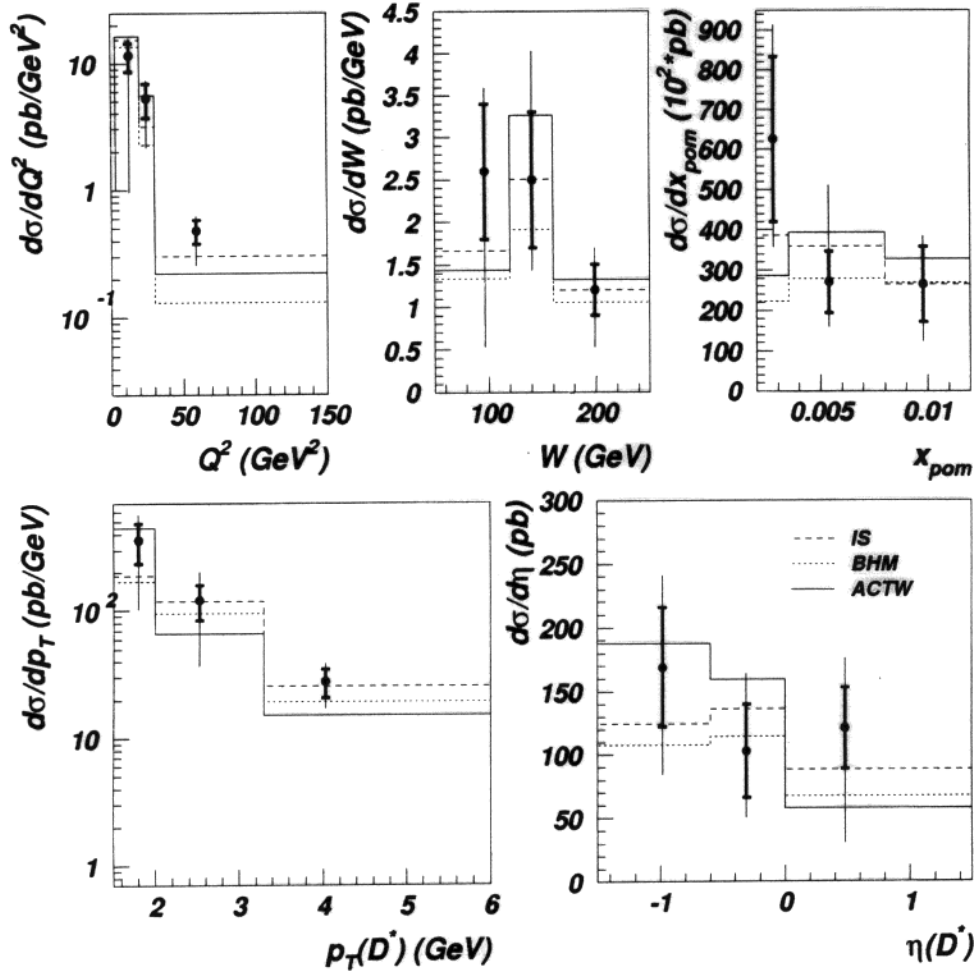 dσ/dQ² (pb/GeV²)
10
1
10⁻¹
0 50 100 150
Q² (GeV²)
dσ/dW (pb/GeV)
4.5
4
3.5
3
2.5
2
1.5
1
0.5
0
100 200
W (GeV)
dσ/dx_pom (10²*pb)
900
800
700
600
500
400
300
200
100
0
0.005 0.01
x_pom
dσ/dp_T (pb/GeV)
10²
10
1
2 3 4 5 6
p_T(D*) (GeV)
dσ/dη (pb)
300
250
200
150
100
50
0
IS
BHM
ACTW
-1 0 1
η(D*)